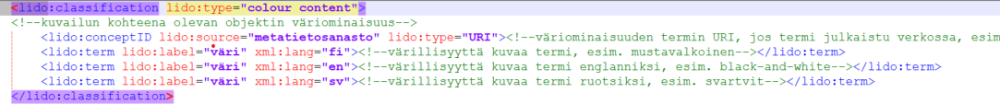 <lido:classification lido:type="colour content">
<!--kuvailun kohteena olevan objektin väriominaisuus-->
<lido:conceptID lido:source="metatietosanasto" lido:type="URI"><!--väriominaisuuden termin URI, jos termi julkaistu verkossa, esim
<lido:term lido:label="väri" xml:lang="fi"><!--värillisyyttä kuvaa termi, esim. mustavalkoinen--></lido:term>
<lido:term lido:label="väri" xml:lang="en"><!--värillisyyttä kuvaa termi englanniksi, esim. black-and-white--></lido:term>
<lido:term lido:label="väri" xml:lang="sv"><!--värillisyyttä kuvaa termi ruotsiksi, esim. svartvit--></lido:term>
</lido:classification>